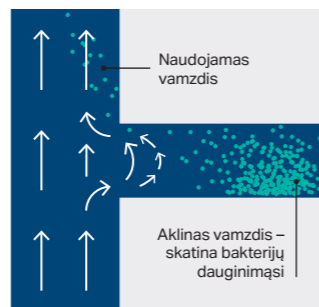 Naudojamas
vamzdis
Aklinas vamzdis –
skatina bakterijų
dauginimąsi